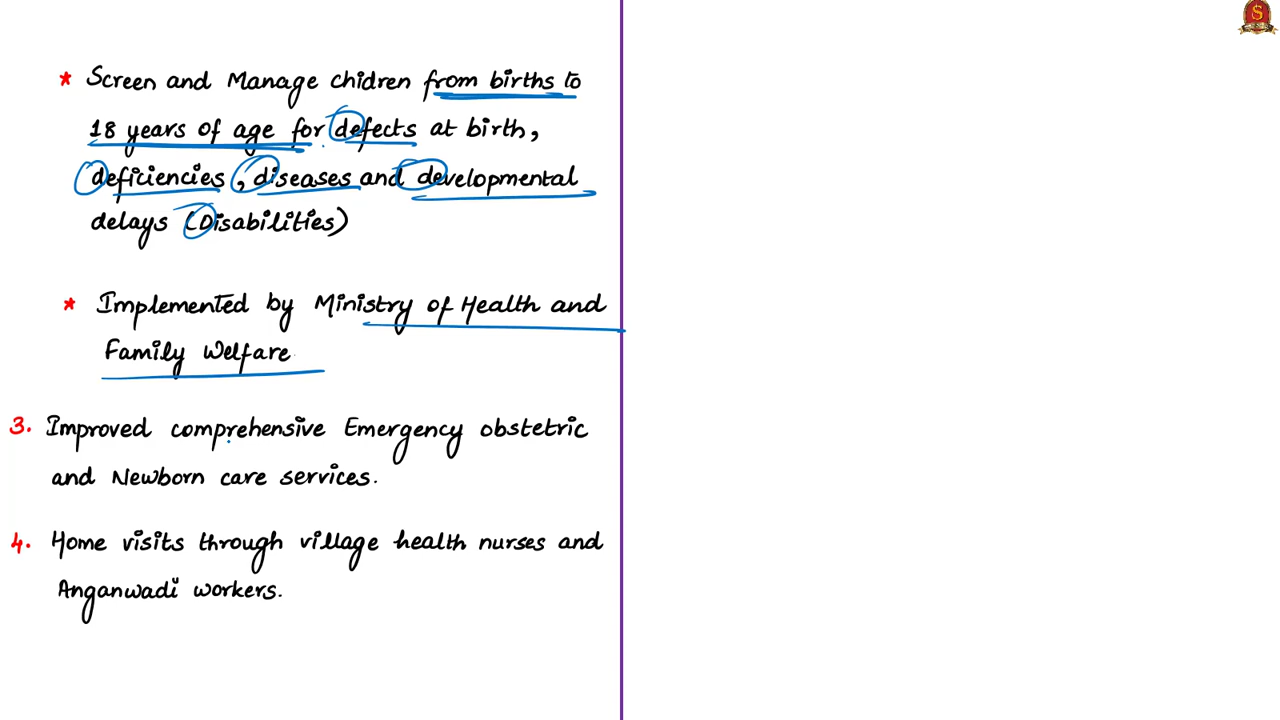 * Screen and Manage chidren from births to
18 years of age for defects at birth,
deficiencies, diseases and developmental
delays (Disabilities)
* Implemented by Ministry of Health and
Family Welfare
3. Improved comprehensive Emergency obstetric
and Newborn care services.
4. Home visits through village health nurses and
Anganwadi workers.
S